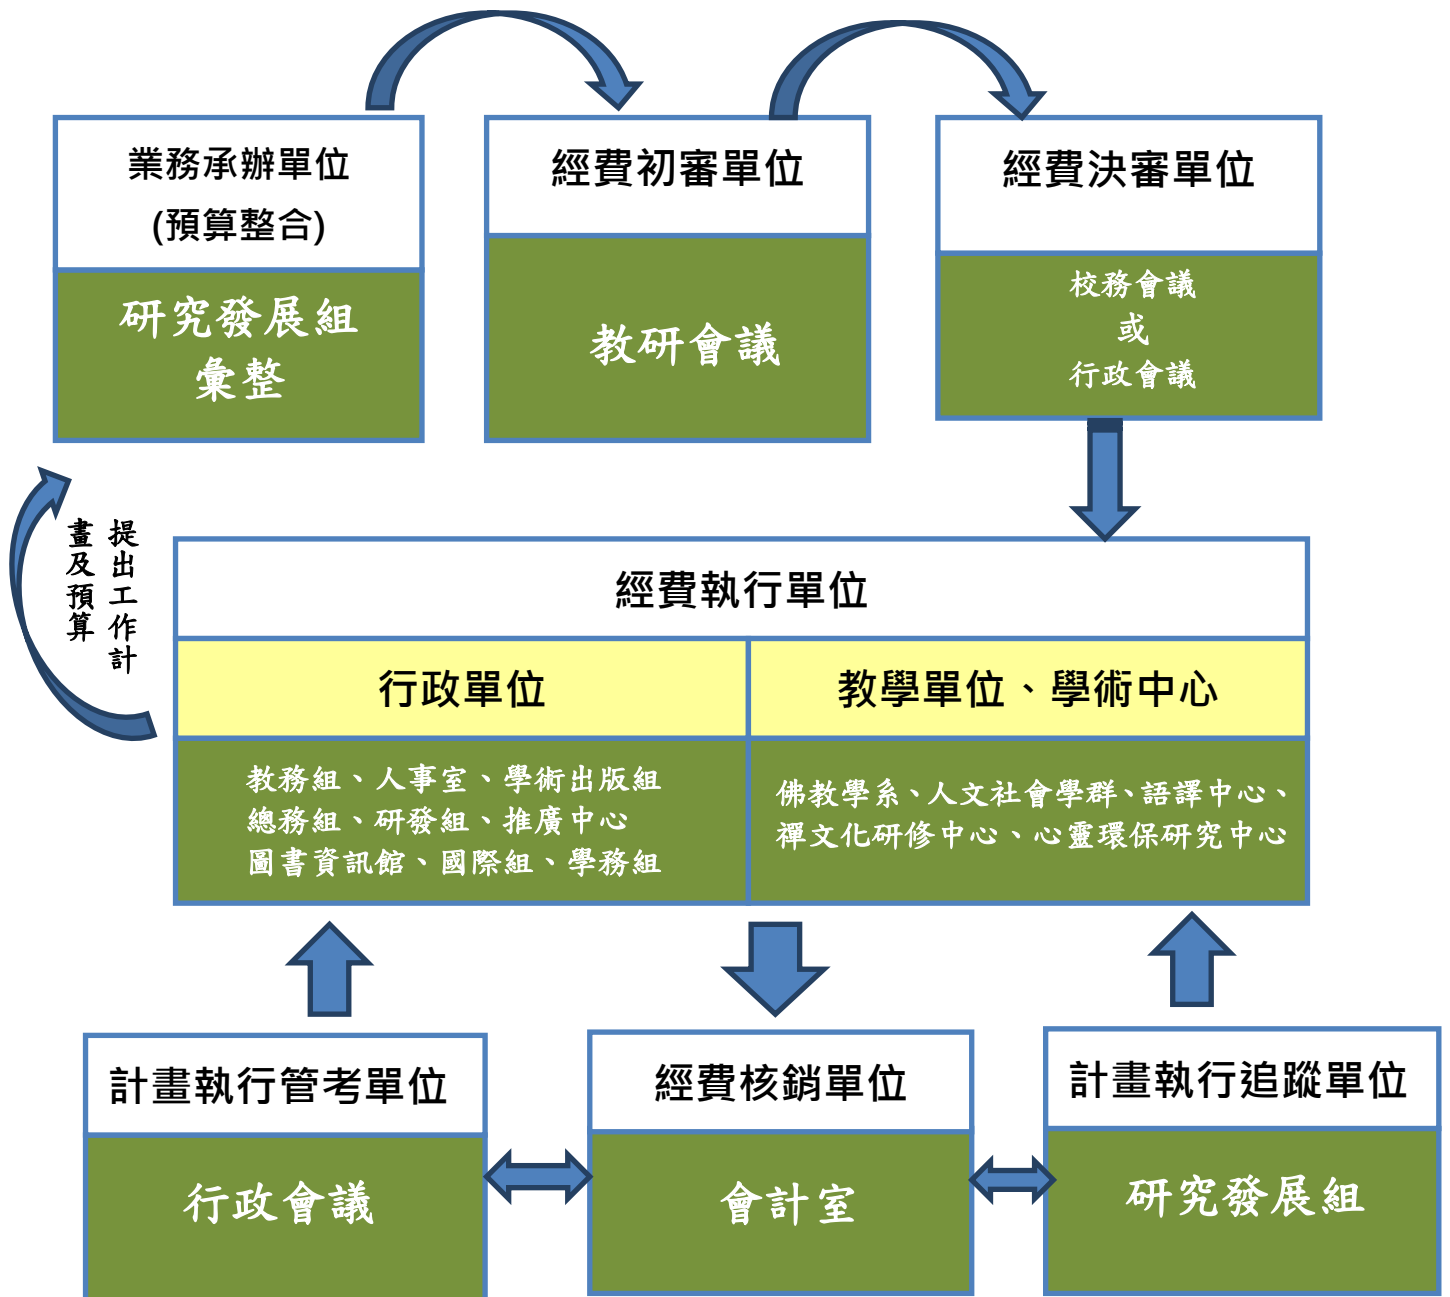 業務承辦單位
(預算整合)
研究發展組
彙整
經費初審單位
教研會議
經費決審單位
校務會議
或
行政會議
提出工作計
畫及預算
經費執行單位
行政單位
教務組、人事室、學術出版組
總務組、研發組、推廣中心
圖書資訊館、國際組、學務組
教學單位、學術中心
佛教學系、人文社會學群、語譯中心、
禪文化研修中心、心靈環保研究中心
計畫執行管考單位
行政會議
經費核銷單位
會計室
計畫執行追蹤單位
研究發展組